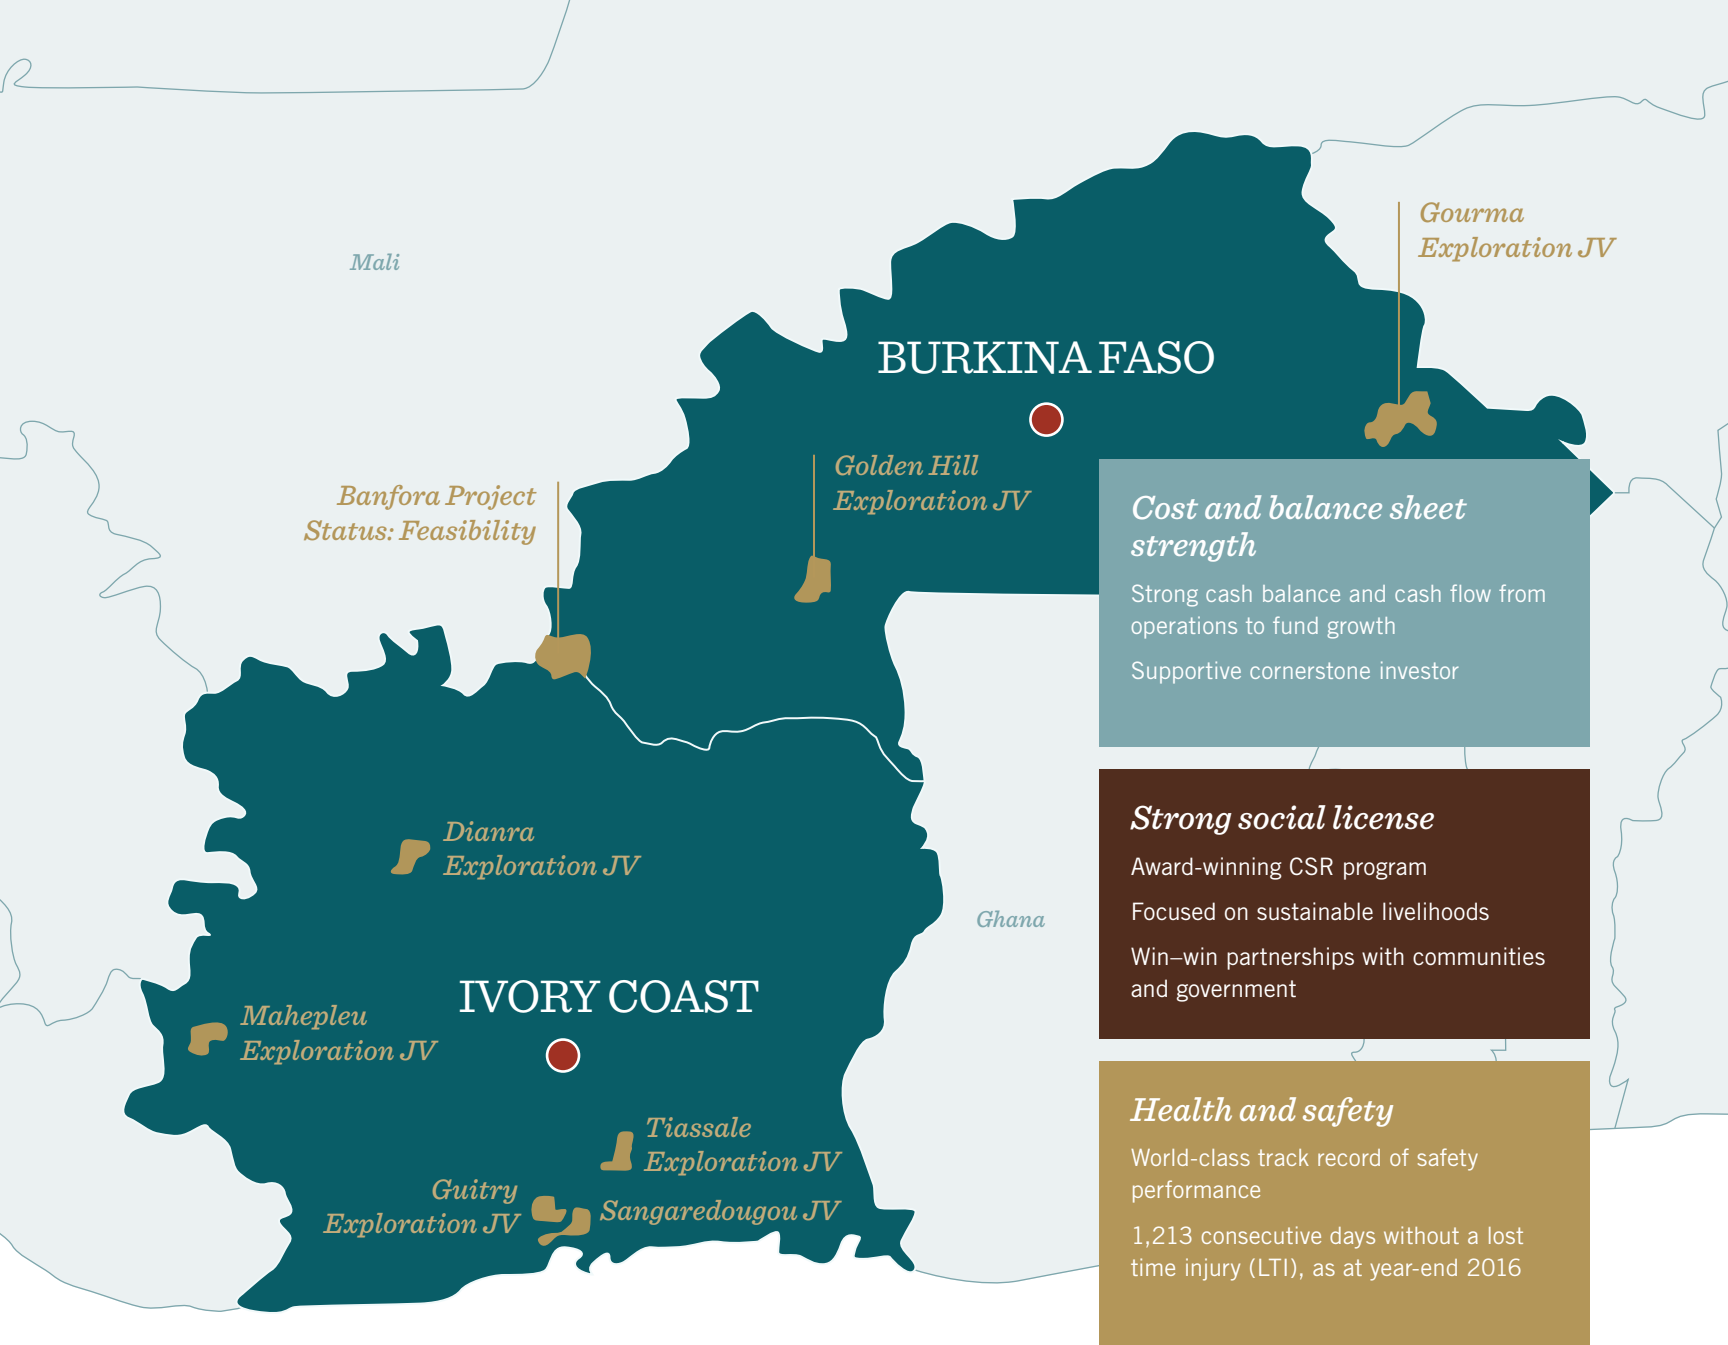 Gourma
Exploration JV
Mali
BURKINA FASO
Golden Hill
Exploration JV
Banfora Project
Status: Feasibility
Dianra
Exploration JV
Ghana
IVORY COAST
Mahepleu
Exploration JV
Tiassale
Exploration JV
Guitry
Exploration JV
Sangaredougou JV
Cost and balance sheet
strength
Strong cash balance and cash flow from
operations to fund growth
Supportive cornerstone investor
Strong social license
Award-winning CSR program
Focused on sustainable livelihoods
Win–win partnerships with communities
and government
Health and safety
World-class track record of safety
performance
1,213 consecutive days without a lost
time injury (LTI), as at year-end 2016